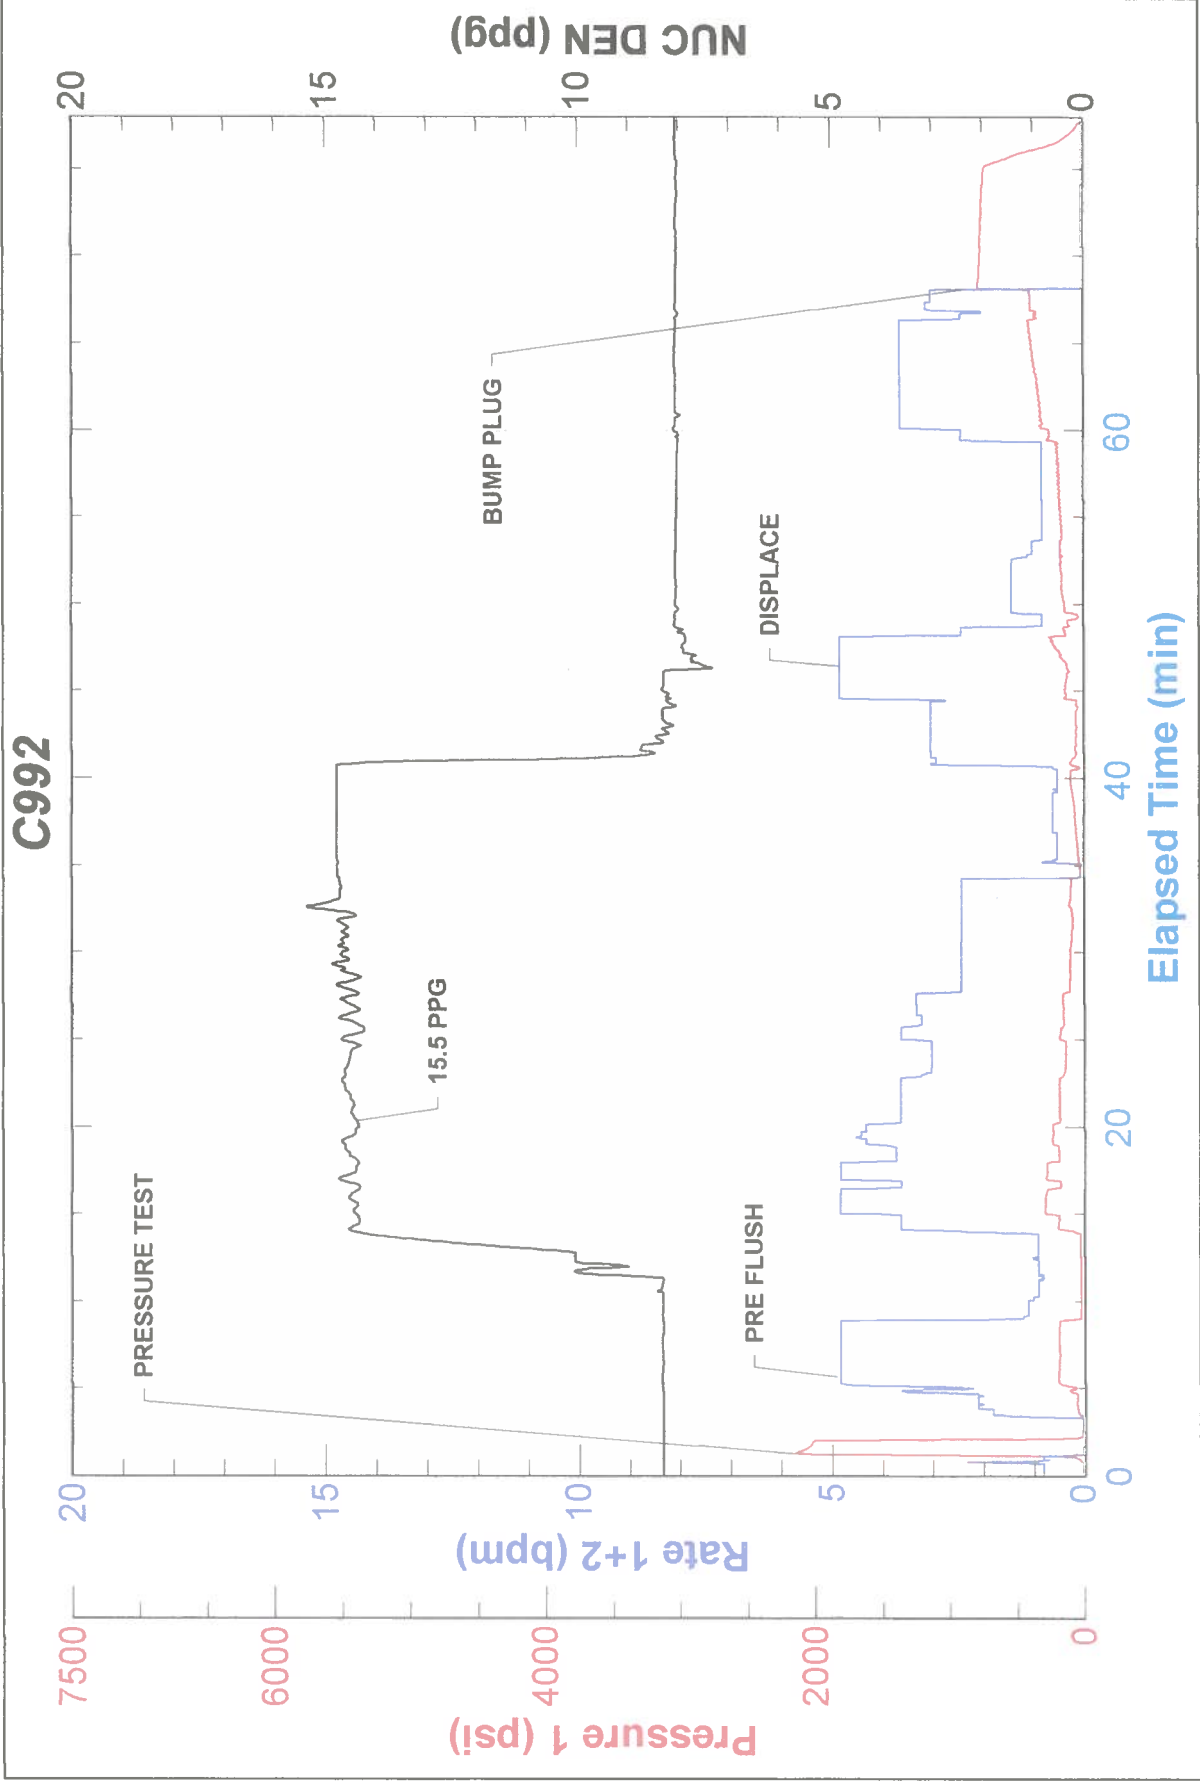 C992
PRESSURE TEST
15.5 PPG
BUMP PLUG
DISPLACE
PRE FLUSH
Pressure 1 (psi)
7500
6000
4000
2000
0
Rate 1+2 (bpm)
20
15
10
5
0
NUC DEN (ppg)
20
15
10
5
0
0
20
40
60
Elapsed Time (min)